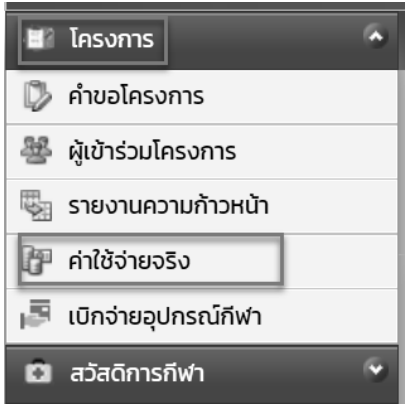 โครงการ
คำขอโครงการ
ผู้เข้าร่วมโครงการ
รายงานความก้าวหน้า
ค่าใช้จ่ายจริง
เบิกจ่ายอุปกรณ์กีฬา
สวัสดิการกีฬา